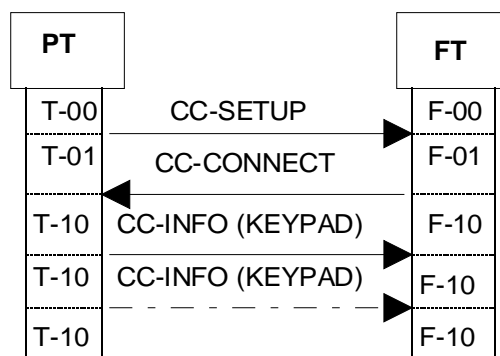 PT FT
T-00 CC-SETUP F-00
T-01 CC-CONNECT F-01
T-10 CC-INFO (KEYPAD) F-10
T-10 CC-INFO (KEYPAD) F-10
T-10 F-10